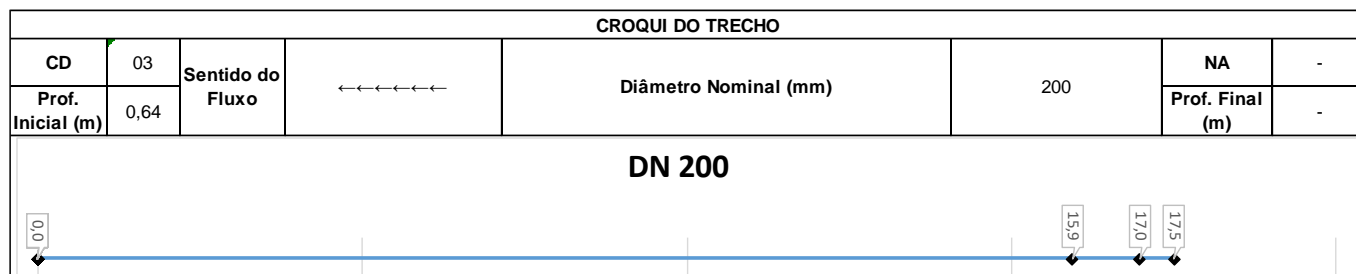 CROQUI DO TRECHO
CD 03 Sentido do Fluxo ←←←←←← Diâmetro Nominal (mm) 200 NA -
Prof. Inicial (m) 0,64 Prof. Final (m) -
DN 200
0,0 15,9 17,0 17,5